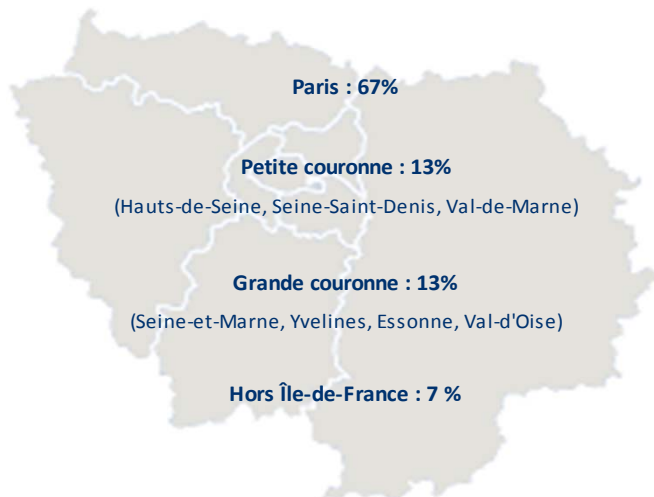 Paris : 67%
Petite couronne : 13%
(Hauts-de-Seine, Seine-Saint-Denis, Val-de-Marne)
Grande couronne : 13%
(Seine-et-Marne, Yvelines, Essonne, Val-d'Oise)
Hors Île-de-France : 7 %